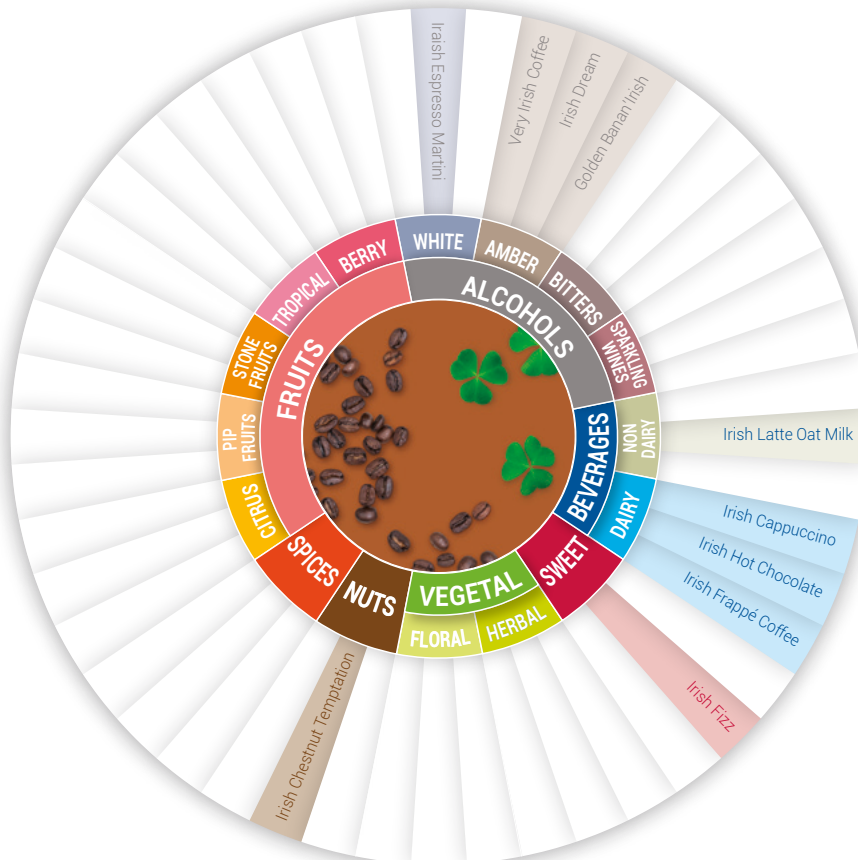 Iraish Espresso Martini
Very Irish Coffee
Irish Dream
Golden Banan'Irish
Irish Latte Oat Milk
Irish Cappuccino
Irish Hot Chocolate
Irish Frappé Coffee
Irish Fizz
Irish Chestnut Temptation
WHITE
AMBER
BITTERS
SPARKLING
WINES
NON
DAIRY
DAIRY
SWEET
HERBAL
FLORAL
NUTS
SPICES
CITRUS
PIP
FRUITS
STONE
FRUITS
TROPICAL
BERRY
ALCOHOLS
BEVERAGES
VEGETAL
FRUITS